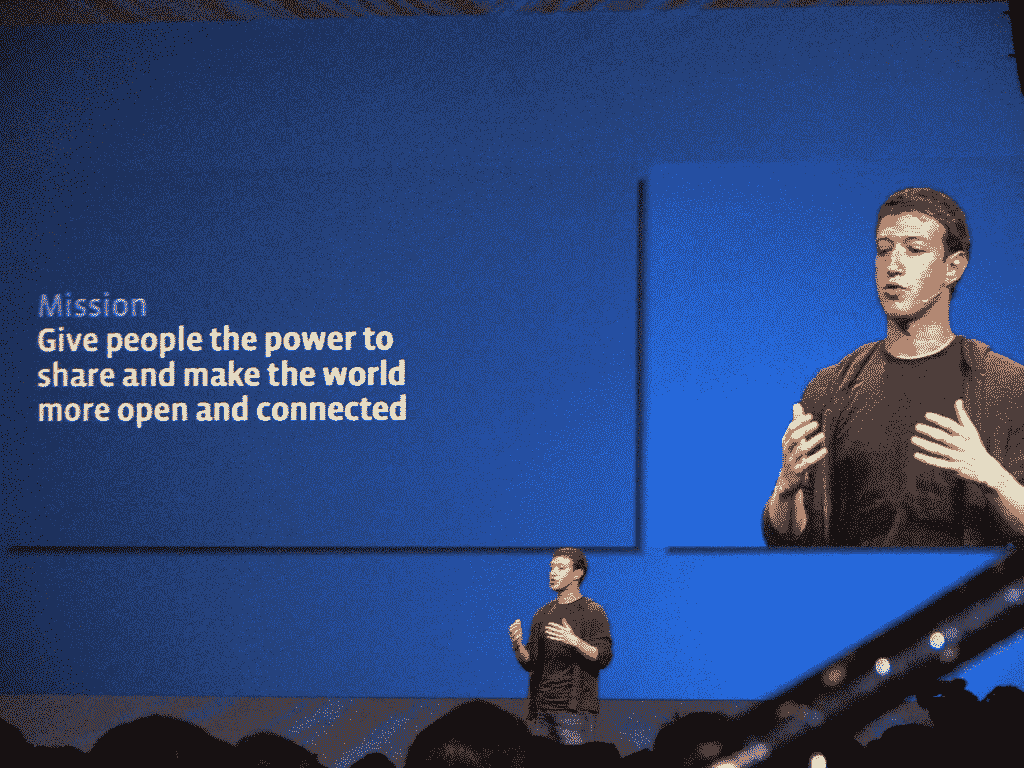 Mission
Give people the power to
share and make the world
more open and connected